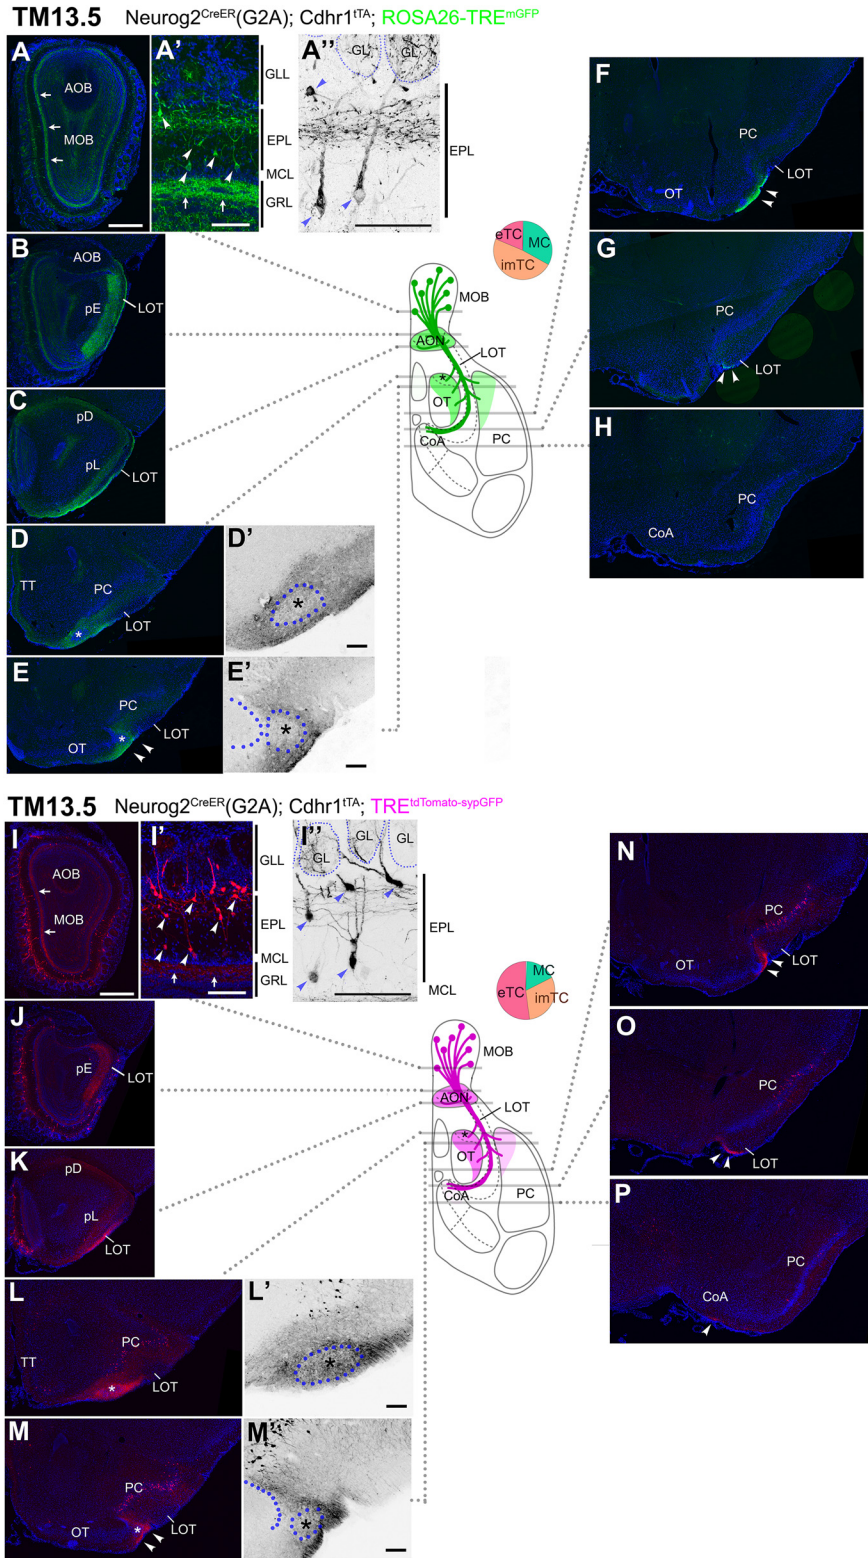 TM13.5 Neurog2CreER(G2A); Cdhr1tTA; ROSA26-TREmGFP
A
AOB
MOB
A’
GLL
EPL
MCL
GRL
A’’
GL
GL
EPL
B
AOB
pE
LOT
C
pD
pL
LOT
D
TT
PC
LOT
*
D’
*
E
PC
LOT
OT
*
E’
*
eTC
MC
imTC
MOB
AON
LOT
*
OT
CoA
PC
F
PC
LOT
OT
G
PC
LOT
H
PC
CoA
TM13.5 Neurog2CreER(G2A); Cdhr1tTA; TREtdTomato-sypGFP
I
AOB
MOB
I’
GLL
EPL
MCL
GRL
I’’
GL
GL
GL
EPL
MCL
J
pE
LOT
K
pD
pL
LOT
L
PC
TT
LOT
*
L’
*
M
PC
LOT
OT
*
M’
*
eTC
MC
imTC
MOB
AON
LOT
*
OT
CoA
PC
N
PC
LOT
OT
O
PC
LOT
P
PC
CoA